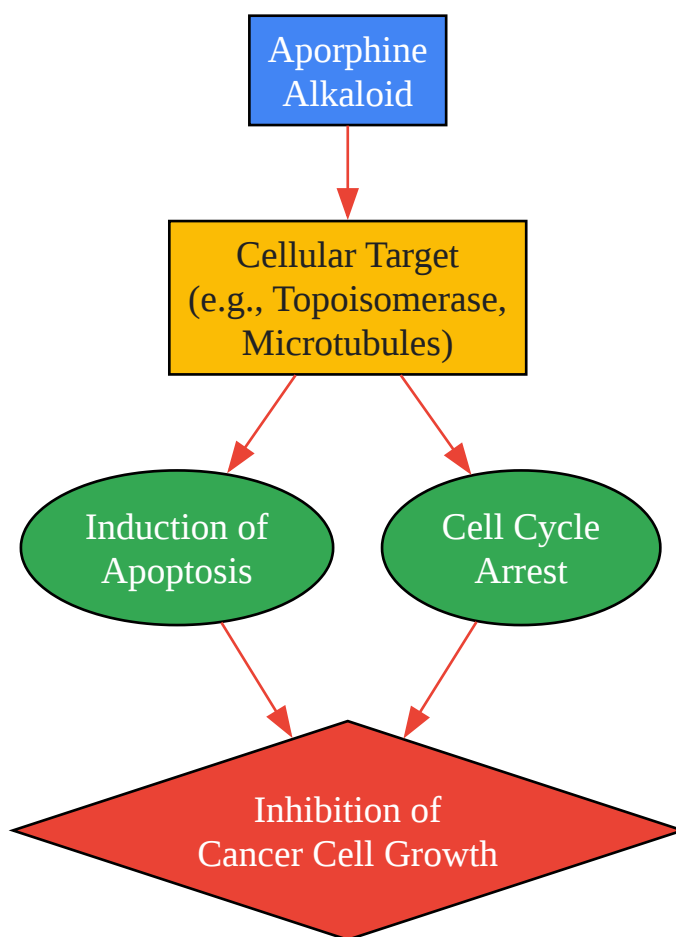 Aporphine
Alkaloid
Cellular Target
(e.g., Topoisomerase,
Microtubules)
Induction of
Apoptosis
Cell Cycle
Arrest
Inhibition of
Cancer Cell Growth